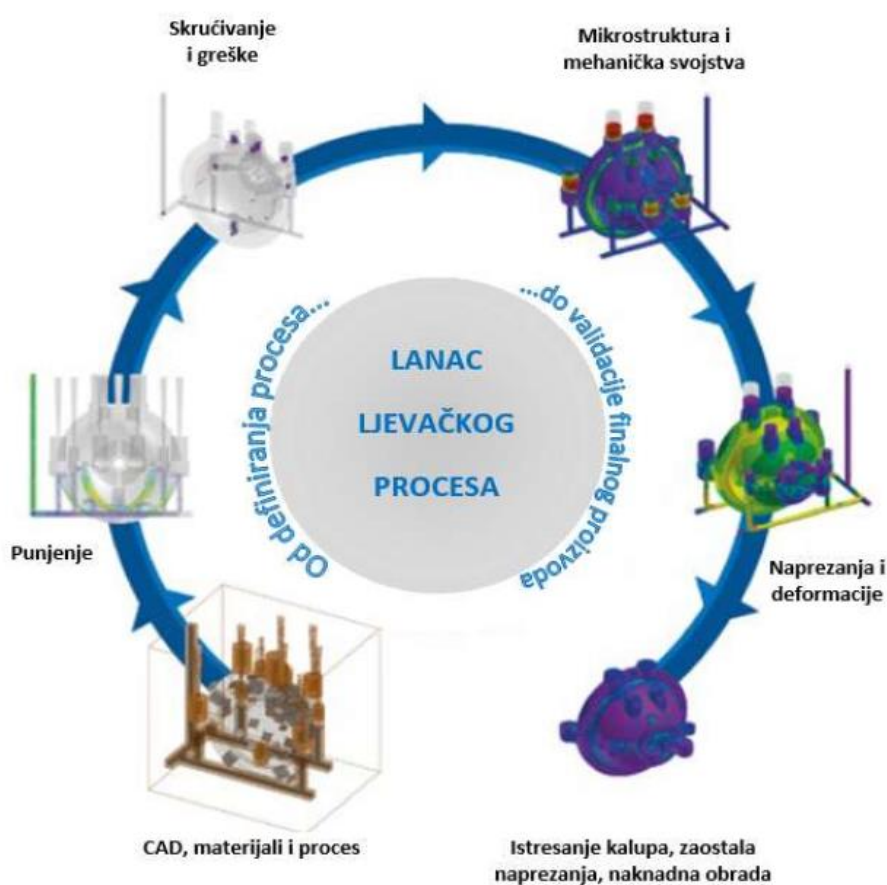 Skrućivanje
i greške
Mikrostruktura i
mehanička svojstva
Od definiranja procesa...
...do validacije finalnog proizvoda
LANAC
LJEVAČKOG
PROCESA
Punjenje
Naprezanja i
deformacije
CAD, materijali i proces
Istresanje kalupa, zaostala
naprezanja, naknadna obrada